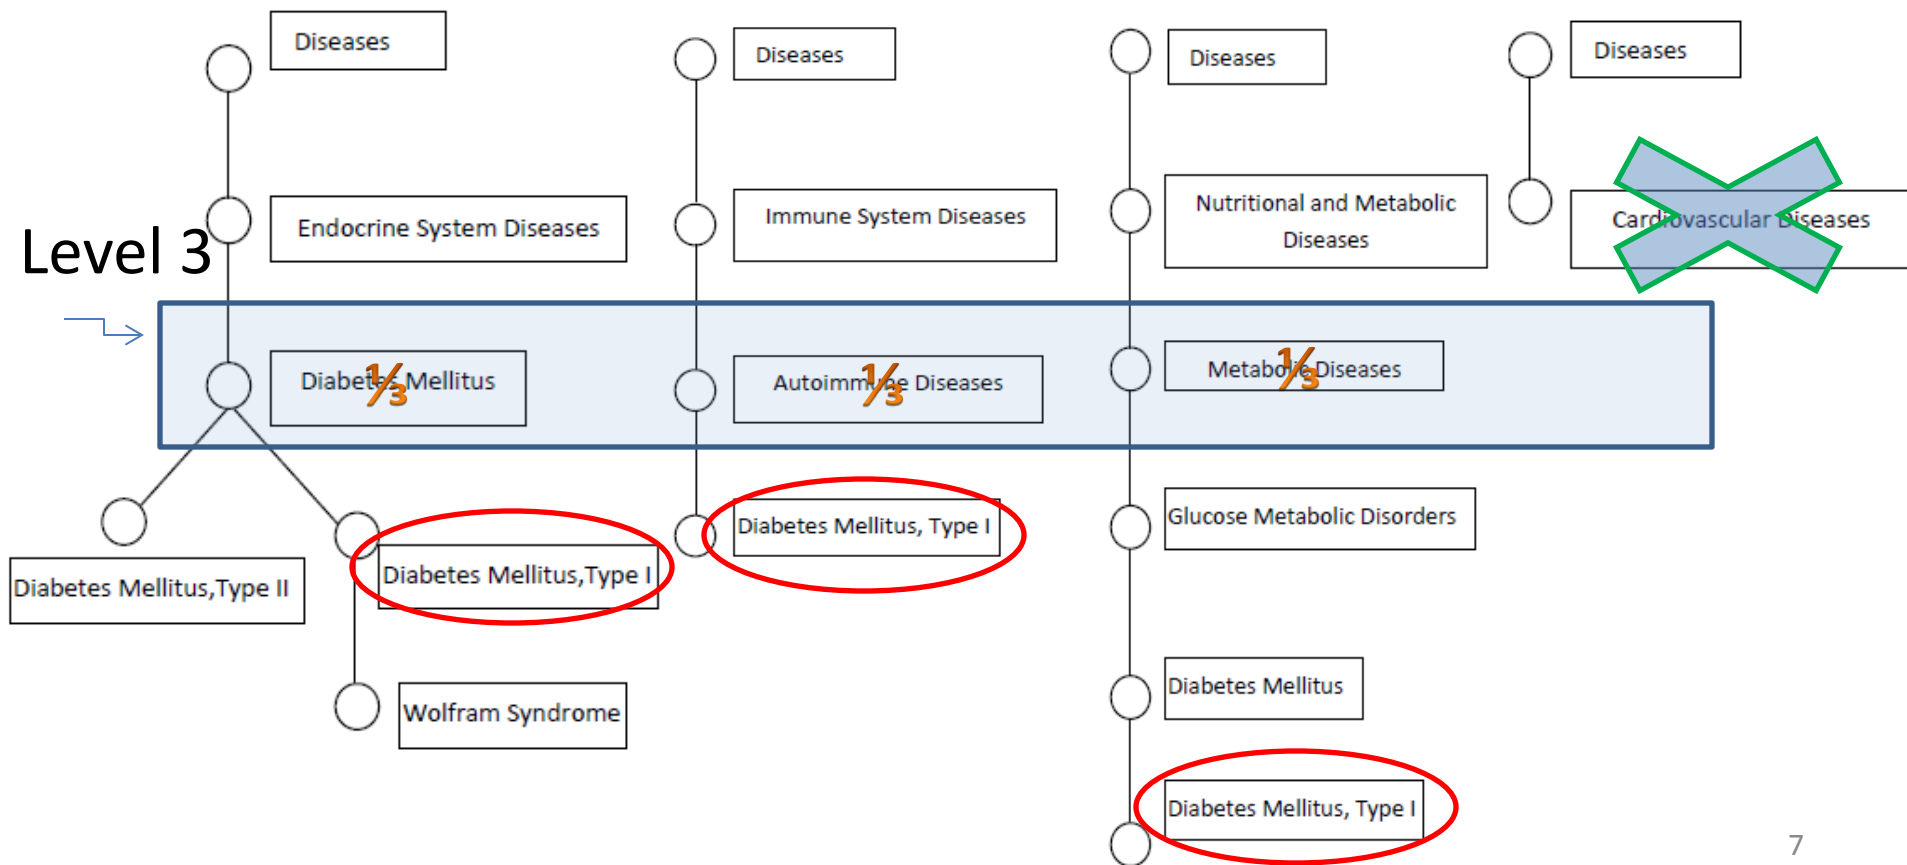 Diseases
Diseases
Diseases
Diseases
Endocrine System Diseases
Immune System Diseases
Nutritional and Metabolic
Diseases
Cardiovascular Diseases
Level 3
Diabetes Mellitus
⅓
Autoimmune Diseases
⅓
Metabolic Diseases
⅓
Diabetes Mellitus,Type II
Diabetes Mellitus,Type I
Diabetes Mellitus, Type I
Glucose Metabolic Disorders
Wolfram Syndrome
Diabetes Mellitus
Diabetes Mellitus, Type I
7